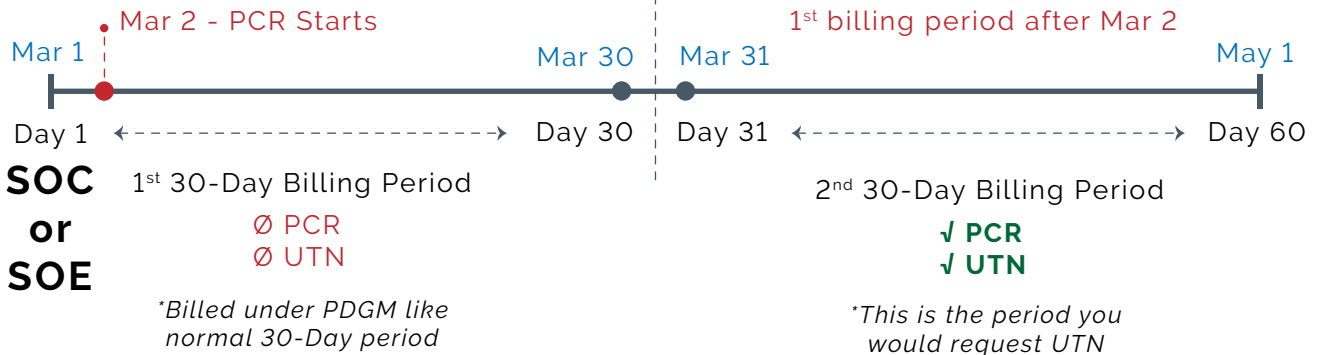 Mar 2 - PCR Starts
1st billing period after Mar 2
Mar 1
Mar 30
Mar 31
May 1
Day 1
Day 30
Day 31
Day 60
SOC
or
SOE
1st 30-Day Billing Period
Ø PCR
Ø UTN
*Billed under PDGM like
normal 30-Day period
2nd 30-Day Billing Period
√ PCR
√ UTN
*This is the period you
would request UTN